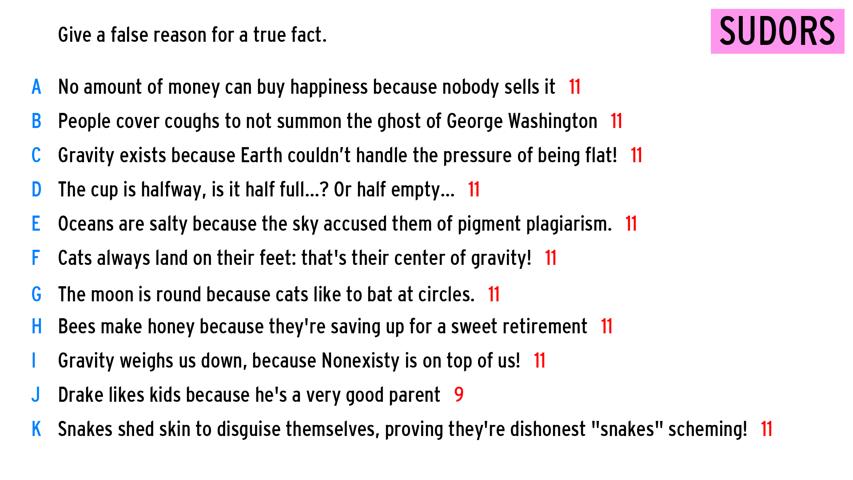 Give a false reason for a true fact.
SUDORS
A No amount of money can buy happiness because nobody sells it 11
B People cover coughs to not summon the ghost of George Washington 11
C Gravity exists because Earth couldn't handle the pressure of being flat! 11
D The cup is halfway, is it half full...? Or half empty... 11
E Oceans are salty because the sky accused them of pigment plagiarism. 11
F Cats always land on their feet: that's their center of gravity! 11
G The moon is round because cats like to bat at circles. 11
H Bees make honey because they're saving up for a sweet retirement 11
I Gravity weighs us down, because Nonexisty is on top of us! 11
J Drake likes kids because he's a very good parent 9
K Snakes shed skin to disguise themselves, proving they're dishonest "snakes" scheming! 11